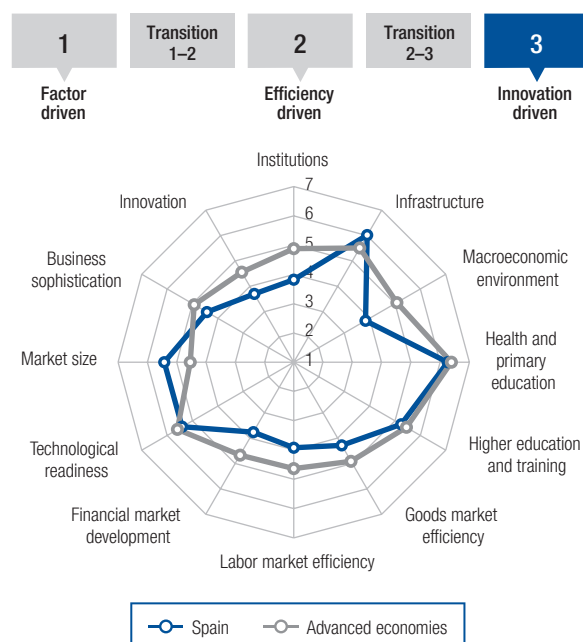 1
Transition
1–2
2
Transition
2–3
3
Factor
driven
Efficiency
driven
Innovation
driven
Institutions
Innovation
Infrastructure
Business
sophistication
Macroeconomic
environment
Market size
Health and
primary
education
Technological
readiness
Higher education
and training
Financial market
development
Goods market
efficiency
Labor market efficiency
7
6
5
4
3
2
1
Spain
Advanced economies